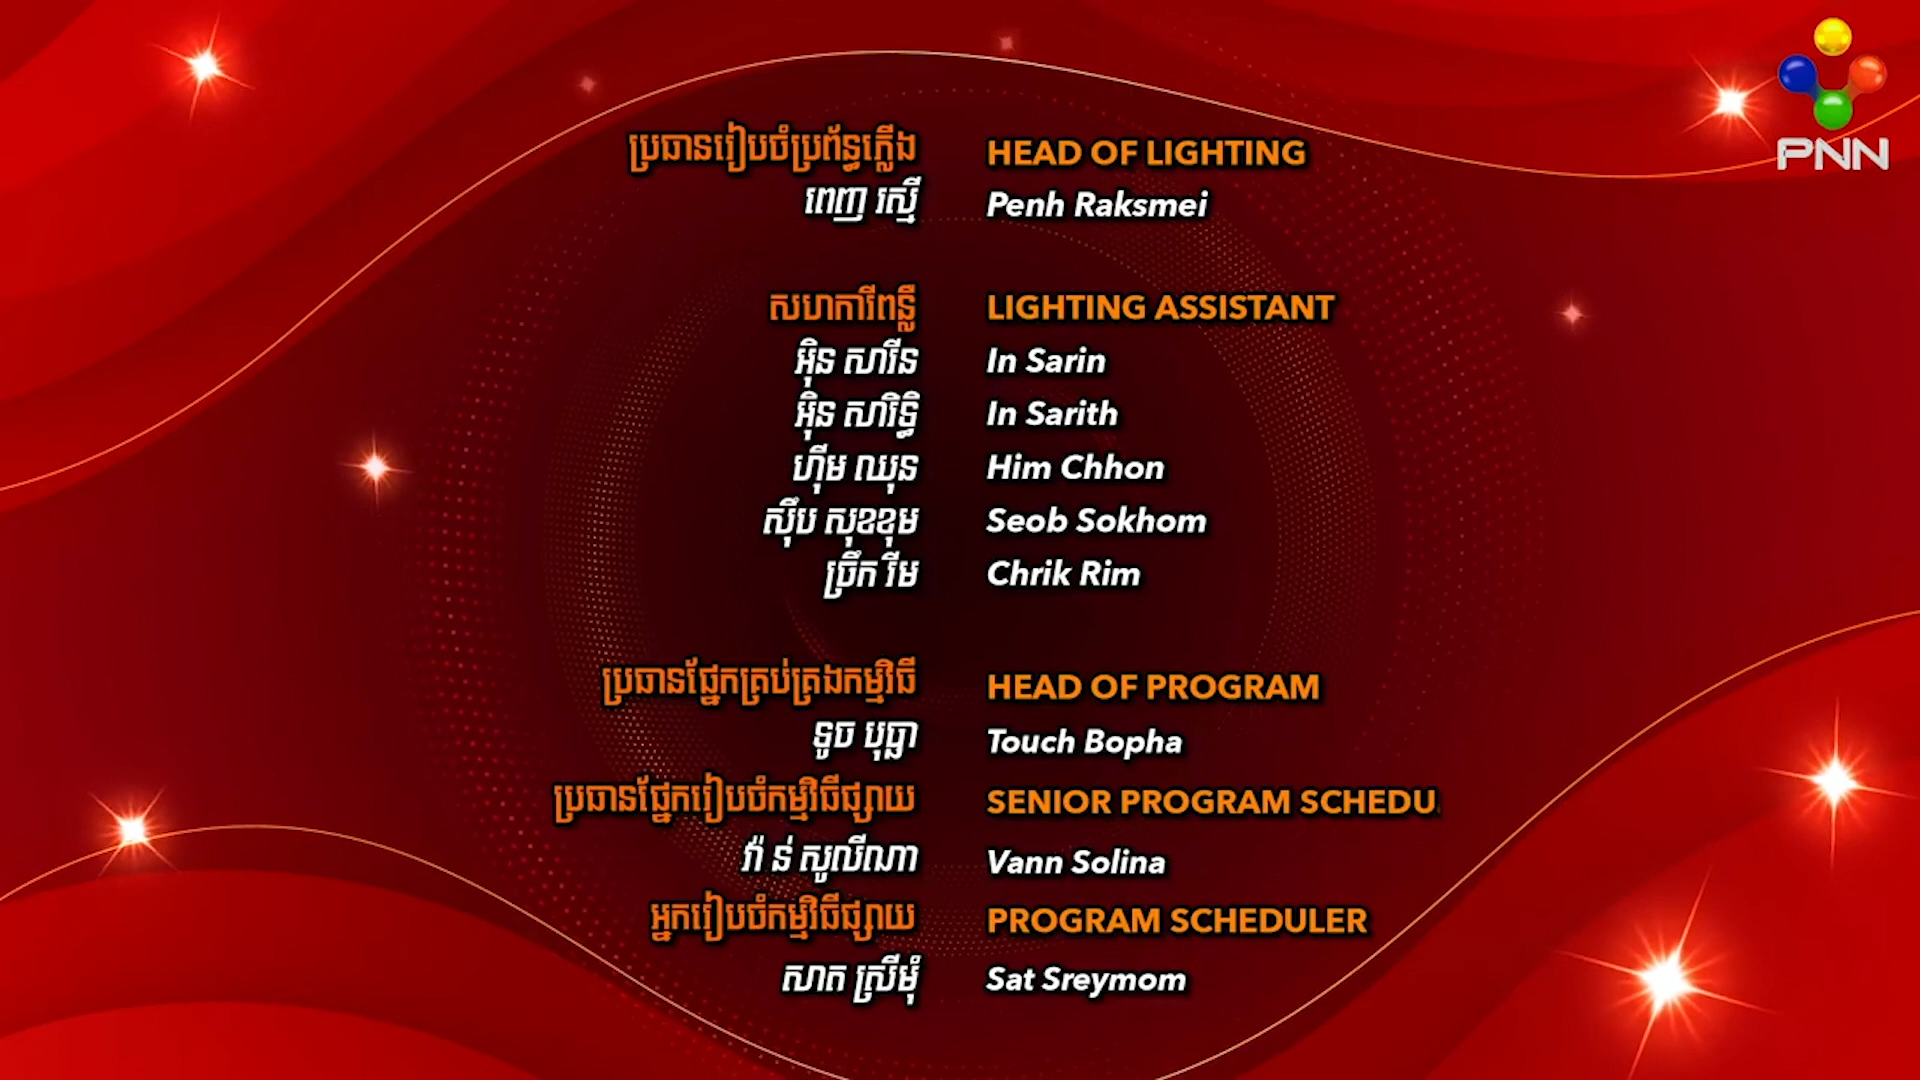 PNN
ប្រធានរៀបចំប្រព័ន្ធភ្លើង HEAD OF LIGHTING
ពេញ រស្មី Penh Raksmei
សហការីពន្លឺ LIGHTING ASSISTANT
អ៊ិន សារីន In Sarin
អ៊ិន សារិទ្ធិ In Sarith
ហ៊ីម ឈុន Him Chhon
ស៊ឹប សុខខុម Seob Sokhom
ច្រឹក រីម Chrik Rim
ប្រធានផ្នែកគ្រប់គ្រងកម្មវិធី HEAD OF PROGRAM
ទូច បុប្ផា Touch Bopha
ប្រធានផ្នែករៀបចំកម្មវិធីផ្សាយ SENIOR PROGRAM SCHEDU
វ៉ាន់ សូលីណា Vann Solina
អ្នករៀបចំកម្មវិធីផ្សាយ PROGRAM SCHEDULER
សាត ស្រីមុំ Sat Sreymom